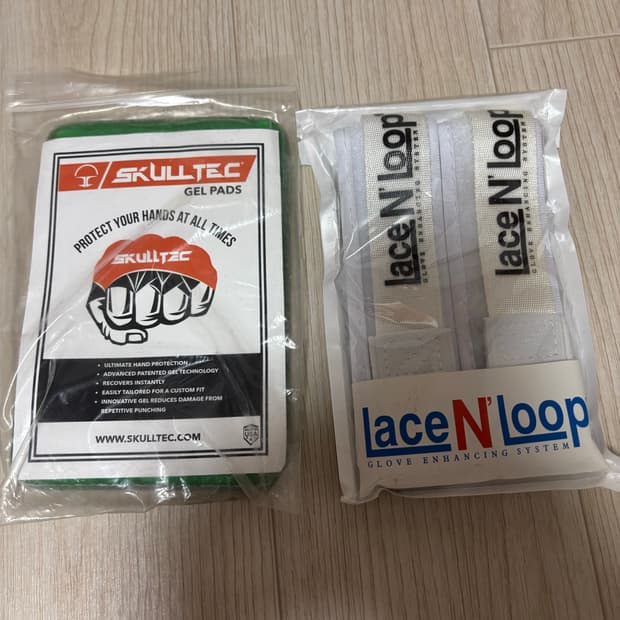 SKULLTEC
GEL PADS
PROTECT YOUR HANDS AT ALL TIMES
SKULLTEC
• ULTIMATE HAND PROTECTION
• ADVANCED PATENTED GEL TECHNOLOGY
• RECOVERS INSTANTLY
• EASILY TAILORED FOR A CUSTOM FIT
• INNOVATIVE GEL REDUCES DAMAGE FROM
REPETITIVE PUNCHING
WWW.SKULLTEC.COM
USA
lace N' loop
GLOVE ENHANCING SYSTEM
lace N' loop
GLOVE ENHANCING SYSTEM
lace N' loop
GLOVE ENHANCING SYSTEM